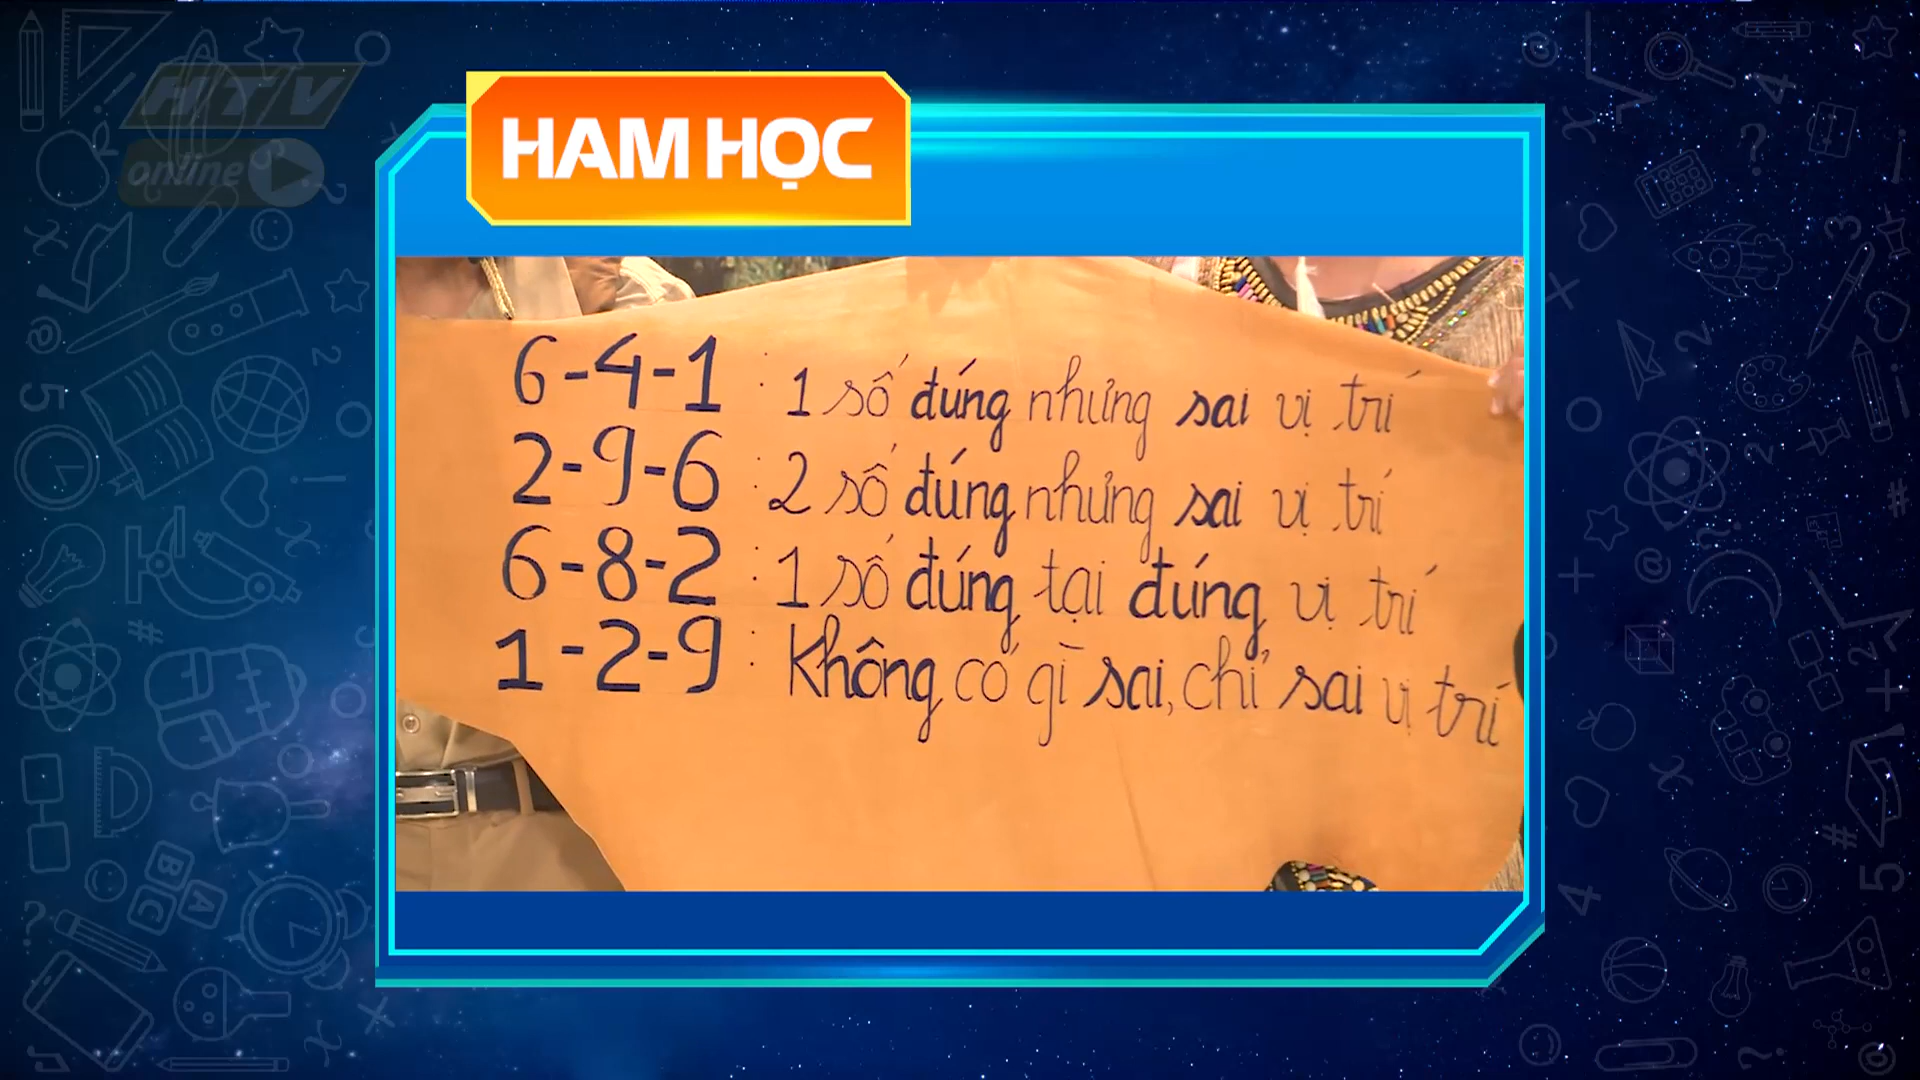 HTV
online
HAM HỌC
6-4-1 : 1 số đúng nhưng sai vị trí
2-9-6 : 2 số đúng nhưng sai vị trí
6-8-2 : 1 số đúng tại đúng vị trí
1-2-9 : Không có gì sai, chỉ sai vị trí